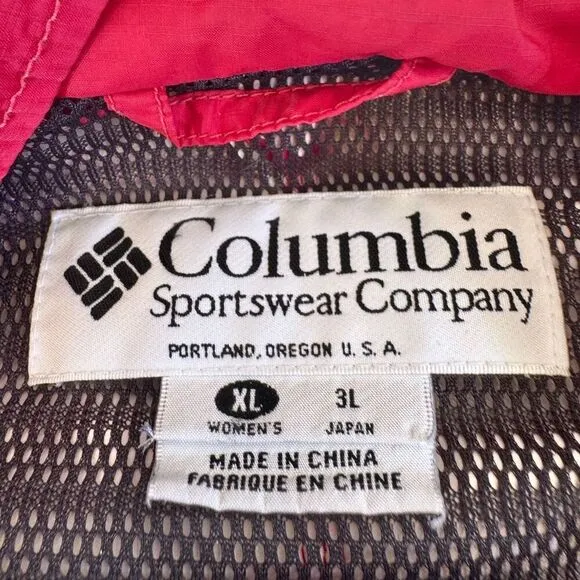 Columbia
Sportswear Company
PORTLAND, OREGON U. S. A.
XL 3L
WOMEN'S JAPAN
MADE IN CHINA
FABRIQUE EN CHINE